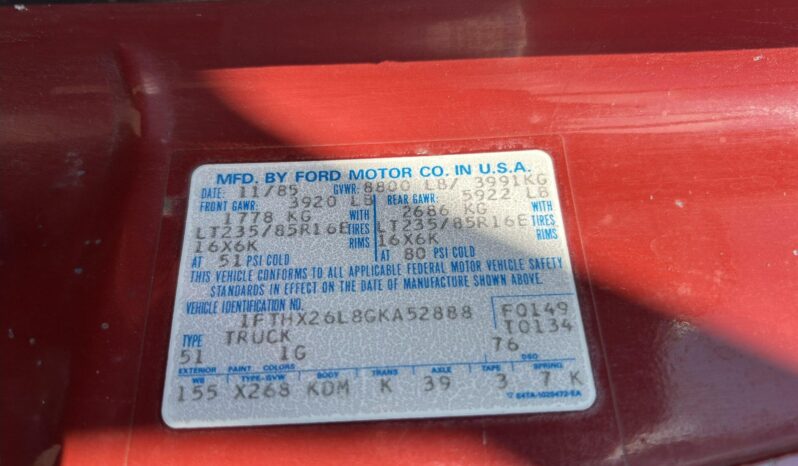 MFD. BY FORD MOTOR CO. IN U.S.A.
DATE: 11/85 GVWR: 8800 LB/ 3991KG
FRONT GAWR: 3920 LB REAR GAWR: 5922 LB
1778 KG WITH 2686 KG WITH
LT235/85R16E TIRES LT235/85R16E TIRES
16X6K RIMS 16X6K RIMS
AT 51 PSI COLD AT 80 PSI COLD
THIS VEHICLE CONFORMS TO ALL APPLICABLE FEDERAL MOTOR VEHICLE SAFETY
STANDARDS IN EFFECT ON THE DATE OF MANUFACTURE SHOWN ABOVE.
VEHICLE IDENTIFICATION NO. F0149
1FTHX26L8GKA52888 T0134
TYPE TRUCK
51 1G 76
EXTERIOR PAINT COLORS DSO
WB TYPE-GVW BODY TRANS AXLE TAPE SPRING
155 X268 KDM K 39 3 7 K